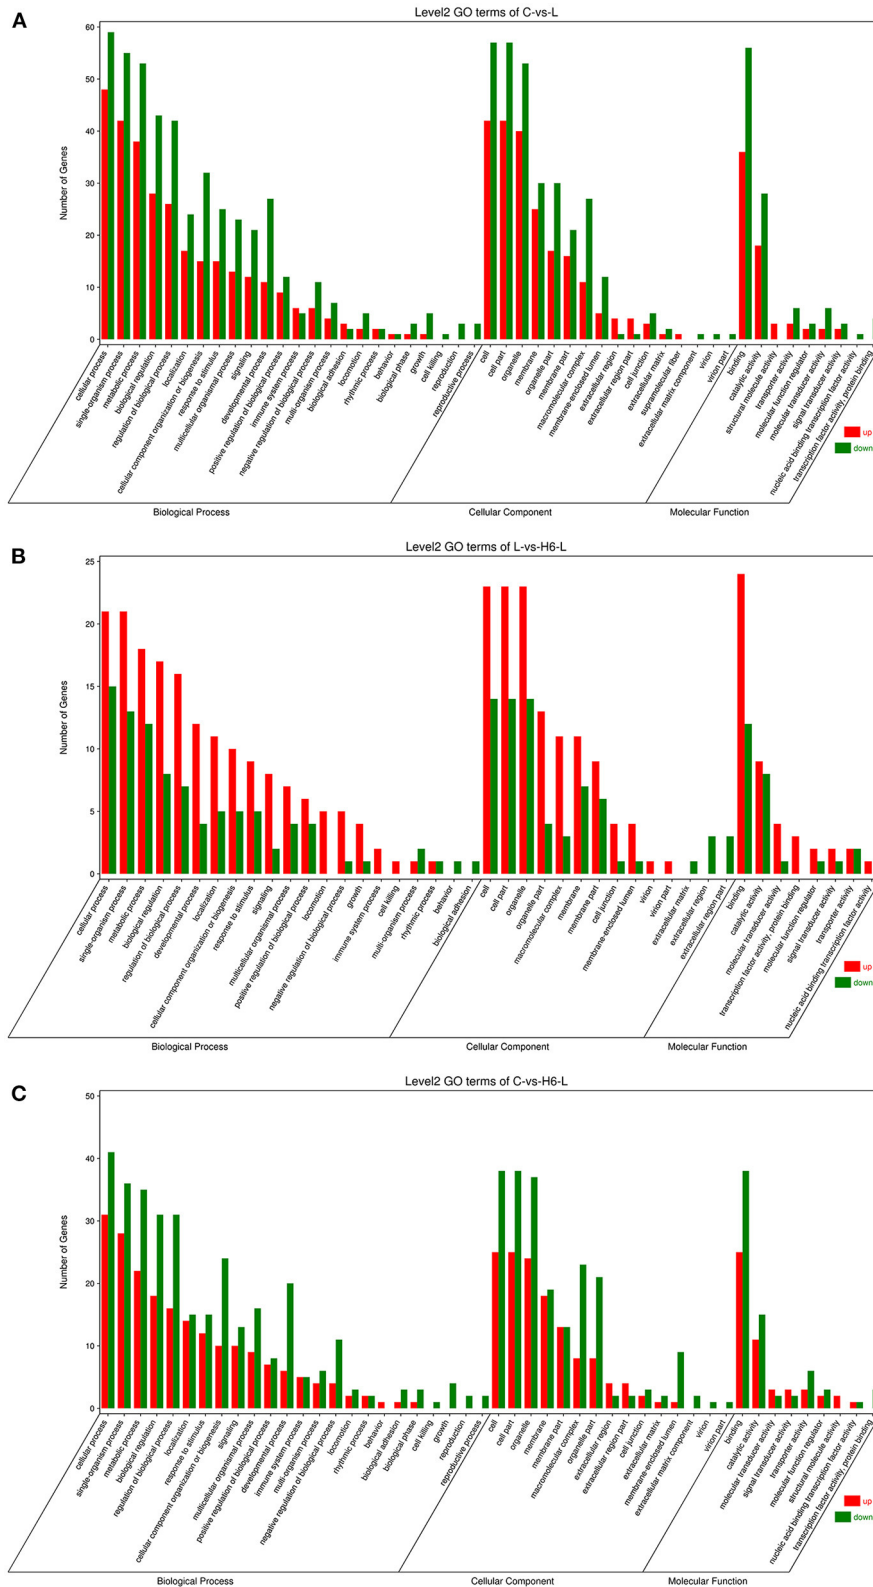 A
Level2 GO terms of C-vs-L
Number of Genes
60
50
40
30
20
10
0
cellular process
single-organism process
metabolic process
biological regulation
regulation of biological process
localization
cellular component organization or biogenesis
response to stimulus
multicellular organismal process
signaling
developmental process
positive regulation of biological process
immune system process
negative regulation of biological process
multi-organism process
biological adhesion
locomotion
rhythmic process
behavior
biological phase
growth
cell killing
reproduction
reproductive process
cell
cell part
organelle
membrane
organelle part
membrane part
macromolecular complex
membrane-enclosed lumen
extracellular region
extracellular region part
cell junction
extracellular matrix
supramolecular fiber
extracellular matrix component
virion
virion part
binding
catalytic activity
structural molecule activity
transporter activity
molecular function regulator
molecular transducer activity
signal transducer activity
nucleic acid binding transcription factor activity
transcription factor activity, protein binding
up
down
Biological Process
Cellular Component
Molecular Function
B
Level2 GO terms of L-vs-H6-L
Number of Genes
25
20
15
10
5
0
cellular process
single-organism process
metabolic process
biological regulation
regulation of biological process
developmental process
localization
cellular component organization or biogenesis
response to stimulus
signaling
multicellular organismal process
positive regulation of biological process
locomotion
negative regulation of biological process
growth
immune system process
cell killing
multi-organism process
rhythmic process
behavior
biological adhesion
cell
cell part
organelle
organelle part
macromolecular complex
membrane
membrane part
cell junction
membrane-enclosed lumen
virion
virion part
extracellular matrix
extracellular region
extracellular region part
binding
catalytic activity
molecular transducer activity
transcription factor activity, protein binding
molecular function regulator
signal transducer activity
transporter activity
nucleic acid binding transcription factor activity
up
down
Biological Process
Cellular Component
Molecular Function
C
Level2 GO terms of C-vs-H6-L
Number of Genes
50
40
30
20
10
0
cellular process
single-organism process
metabolic process
biological regulation
regulation of biological process
localization
response to stimulus
cellular component organization or biogenesis
signaling
multicellular organismal process
positive regulation of biological process
developmental process
immune system process
multi-organism process
negative regulation of biological process
locomotion
rhythmic process
behavior
biological adhesion
biological phase
cell killing
growth
reproduction
reproductive process
cell
cell part
organelle
membrane
membrane part
macromolecular complex
organelle part
extracellular region
extracellular region part
cell junction
extracellular matrix
membrane-enclosed lumen
extracellular matrix component
virion
virion part
binding
catalytic activity
molecular transducer activity
signal transducer activity
transporter activity
molecular function regulator
structural molecule activity
nucleic acid binding transcription factor activity
transcription factor activity, protein binding
up
down
Biological Process
Cellular Component
Molecular Function